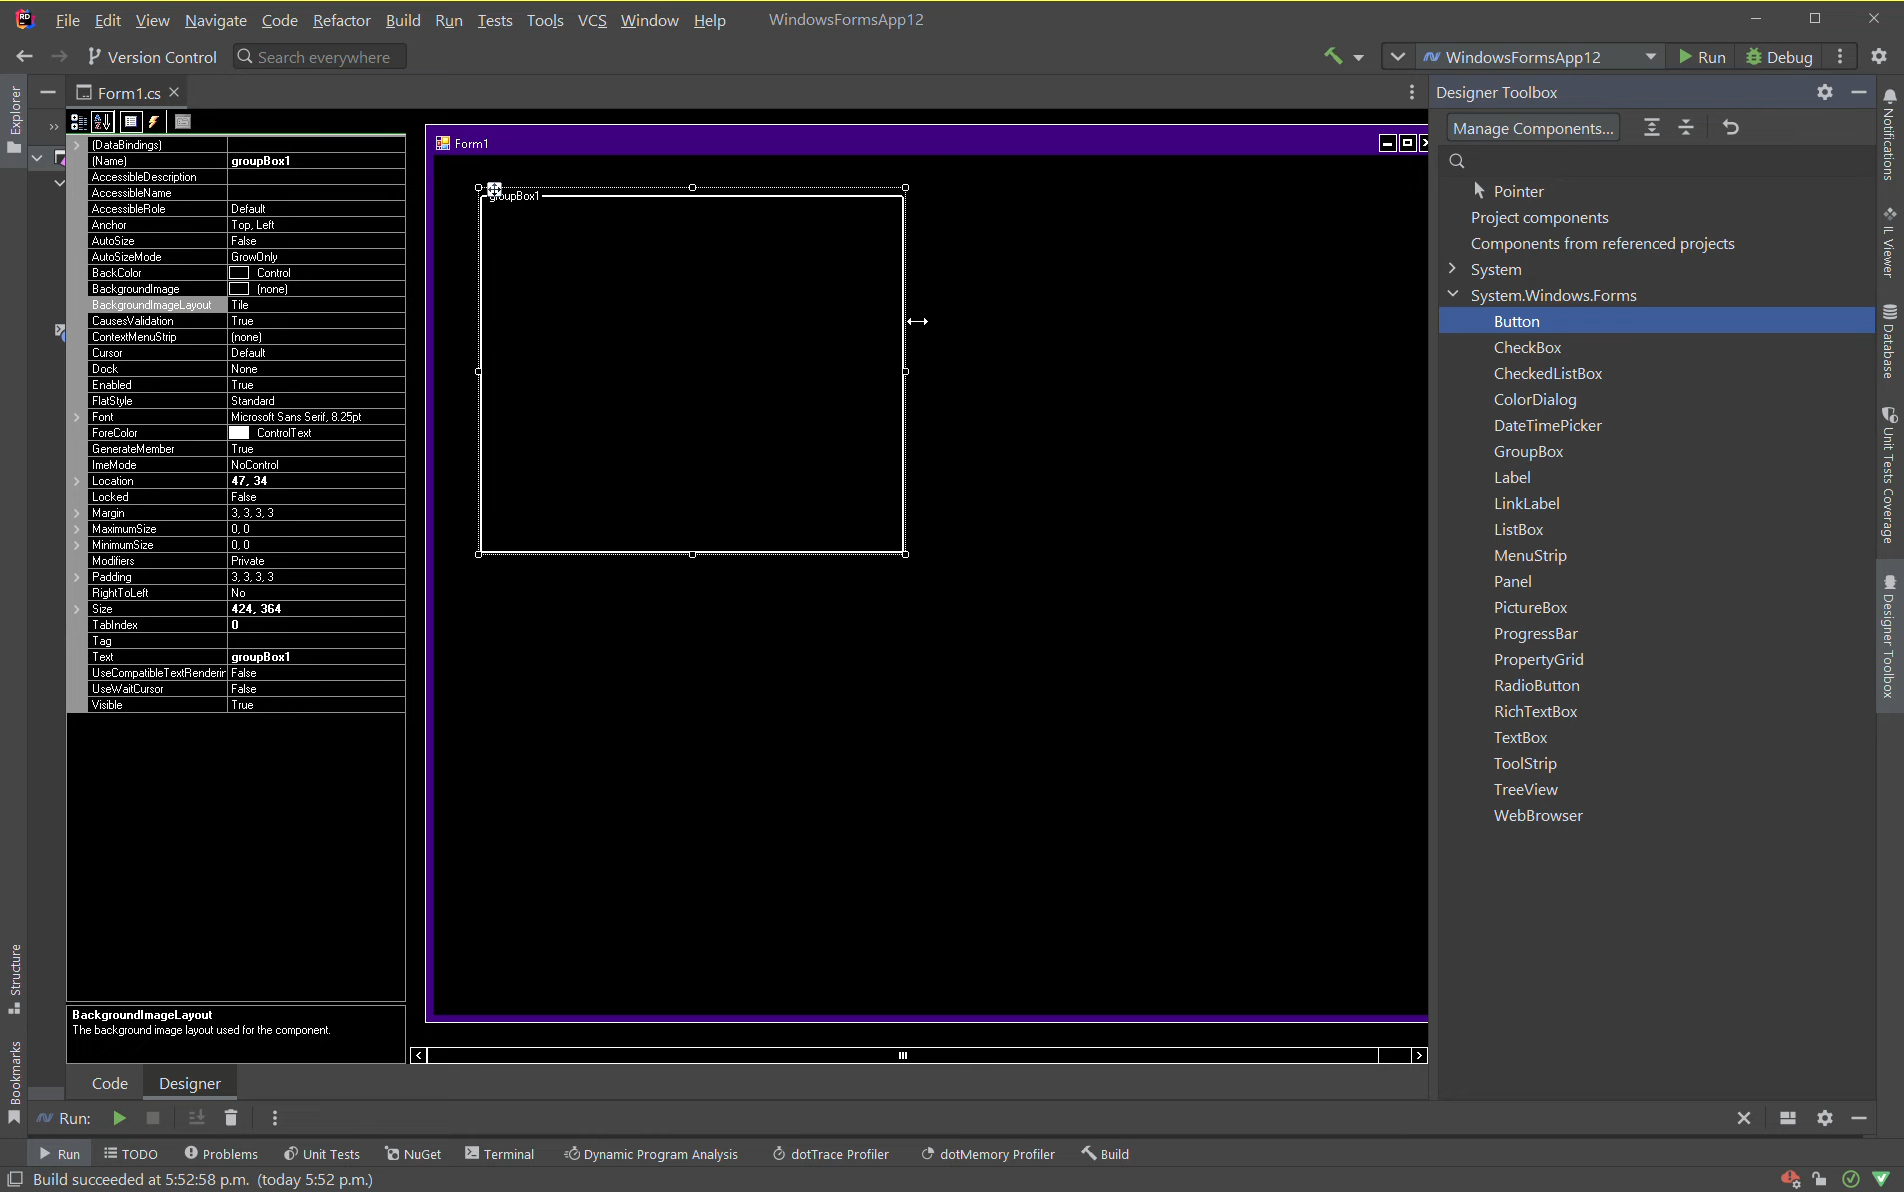 File Edit View Navigate Code Refactor Build Run Tests Tools VCS Window Help WindowsFormsApp12
Version Control Search everywhere WindowsFormsApp12 Run Debug
Explorer
Form1.cs
(DataBindings)
(Name) groupBox1
AccessibleDescription
AccessibleName
AccessibleRole Default
Anchor Top, Left
AutoSize False
AutoSizeMode GrowOnly
BackColor Control
BackgroundImage (none)
BackgroundImageLayout Tile
CausesValidation True
ContextMenuStrip (none)
Cursor Default
Dock None
Enabled True
FlatStyle Standard
Font Microsoft Sans Serif, 8.25pt
ForeColor ControlText
GenerateMember True
ImeMode NoControl
Location 47, 34
Locked False
Margin 3, 3, 3, 3
MaximumSize 0, 0
MinimumSize 0, 0
Modifiers Private
Padding 3, 3, 3, 3
RightToLeft No
Size 424, 364
TabIndex 0
Tag
Text groupBox1
UseCompatibleTextRenderin False
UseWaitCursor False
Visible True
BackgroundImageLayout
The background image layout used for the component.
Form1
groupBox1
Designer Toolbox
Manage Components...
Pointer
Project components
Components from referenced projects
System
System.Windows.Forms
Button
CheckBox
CheckedListBox
ColorDialog
DateTimePicker
GroupBox
Label
LinkLabel
ListBox
MenuStrip
Panel
PictureBox
ProgressBar
PropertyGrid
RadioButton
RichTextBox
TextBox
ToolStrip
TreeView
WebBrowser
Notifications
IL Viewer
Database
Unit Tests Coverage
Designer Toolbox
Structure
Bookmarks
Code Designer
Run:
Run TODO Problems Unit Tests NuGet Terminal Dynamic Program Analysis dotTrace Profiler dotMemory Profiler Build
Build succeeded at 5:52:58 p.m. (today 5:52 p.m.)